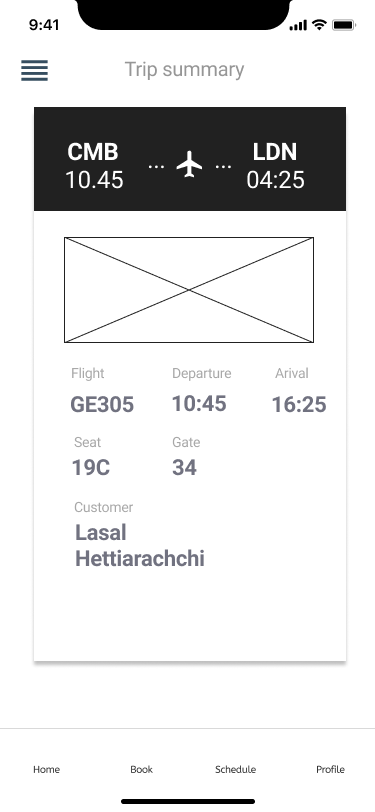 9:41
Trip summary
CMB ... ... LDN
10.45 04:25
Flight Departure Arival
GE305 10:45 16:25
Seat Gate
19C 34
Customer
Lasal
Hettiarachchi
Home Book Schedule Profile